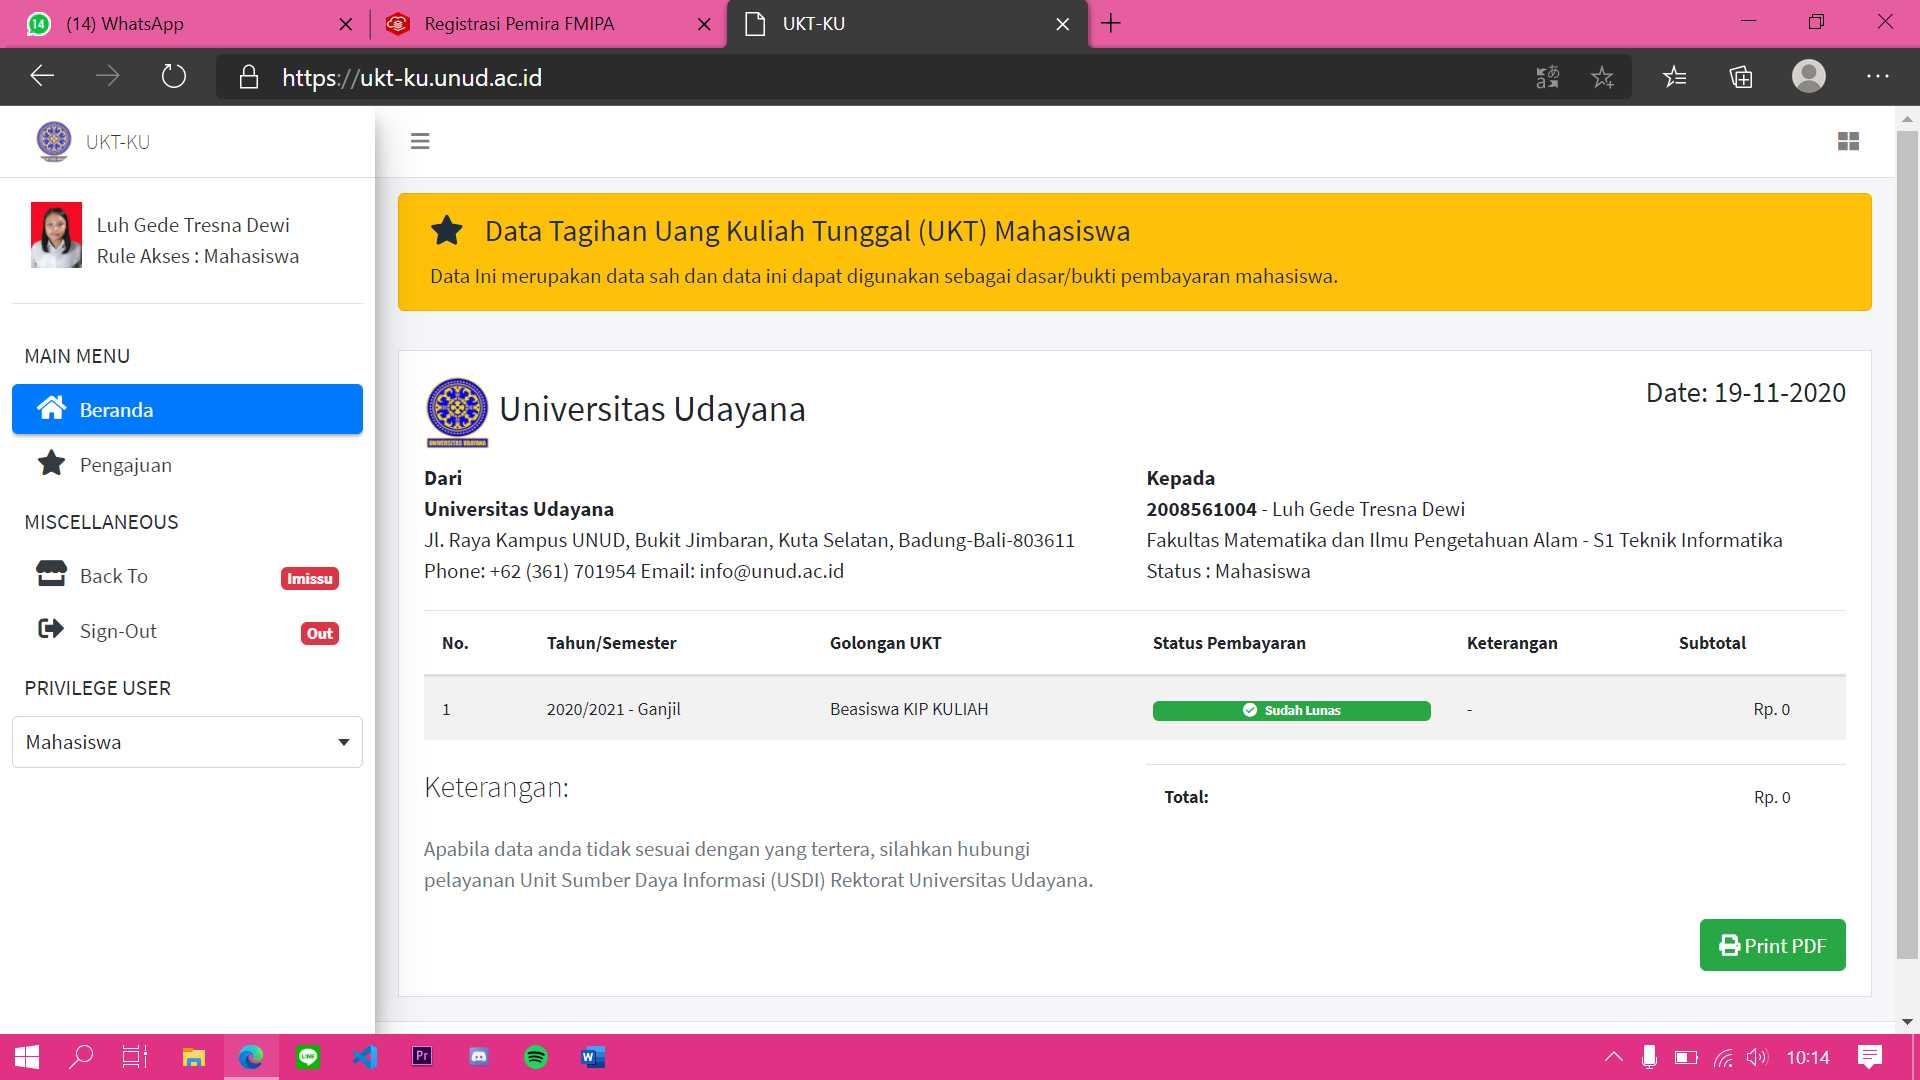 14 (14) WhatsApp
Registrasi Pemira FMIPA
UKT-KU
https://ukt-ku.unud.ac.id
UKT-KU
Luh Gede Tresna Dewi
Rule Akses : Mahasiswa
MAIN MENU
Beranda
Pengajuan
MISCELLANEOUS
Back To Imissu
Sign-Out Out
PRIVILEGE USER
Mahasiswa
Data Tagihan Uang Kuliah Tunggal (UKT) Mahasiswa
Data Ini merupakan data sah dan data ini dapat digunakan sebagai dasar/bukti pembayaran mahasiswa.
UNIVERSITAS UDAYANA
Universitas Udayana
Date: 19-11-2020
Dari
Universitas Udayana
Jl. Raya Kampus UNUD, Bukit Jimbaran, Kuta Selatan, Badung-Bali-803611
Phone: +62 (361) 701954 Email: info@unud.ac.id
Kepada
2008561004 - Luh Gede Tresna Dewi
Fakultas Matematika dan Ilmu Pengetahuan Alam - S1 Teknik Informatika
Status : Mahasiswa
No. Tahun/Semester Golongan UKT Status Pembayaran Keterangan Subtotal
1 2020/2021 - Ganjil Beasiswa KIP KULIAH Sudah Lunas - Rp. 0
Keterangan:
Total: Rp. 0
Apabila data anda tidak sesuai dengan yang tertera, silahkan hubungi
pelayanan Unit Sumber Daya Informasi (USDI) Rektorat Universitas Udayana.
Print PDF
LINE
Pr
W
10:14